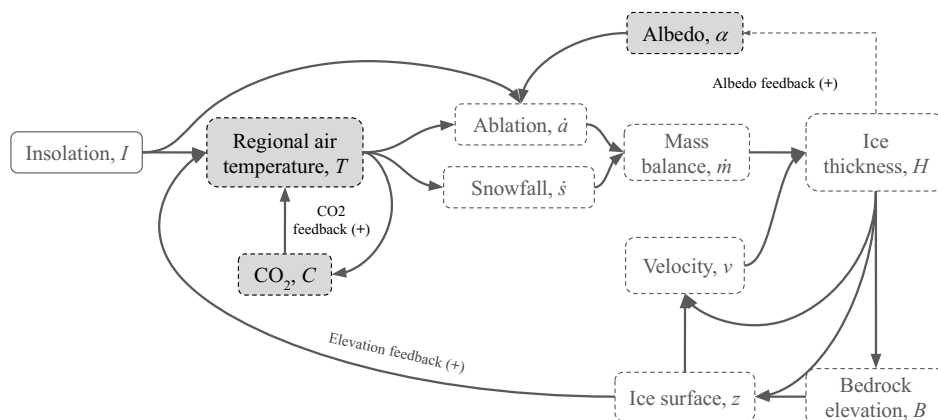 Albedo, α
Albedo feedback (+)
Insolation, I
Regional air
temperature, T
Ablation, ȧ
Snowfall, ṡ
Mass
balance, ṁ
Ice
thickness, H
CO2
feedback (+)
CO₂, C
Velocity, v
Elevation feedback (+)
Ice surface, z
Bedrock
elevation, B